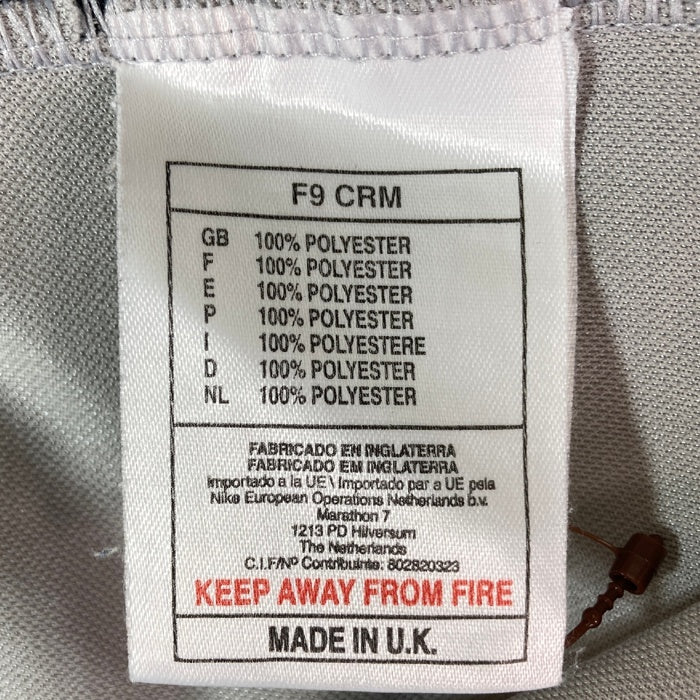 F9 CRM
GB 100% POLYESTER
F 100% POLYESTER
E 100% POLYESTER
P 100% POLYESTER
I 100% POLYESTERE
D 100% POLYESTER
NL 100% POLYESTER
FABRICADO EN INGLATERRA
FABRICADO EM INGLATERRA
Importado a la UE \ Importado par a UE pela
Nike European Operations Netherlands b.v.
Marathon 7
1213 PD Hilversum
The Netherlands
C.I.F/Nº Contribuinte: 802820323
KEEP AWAY FROM FIRE
MADE IN U.K.